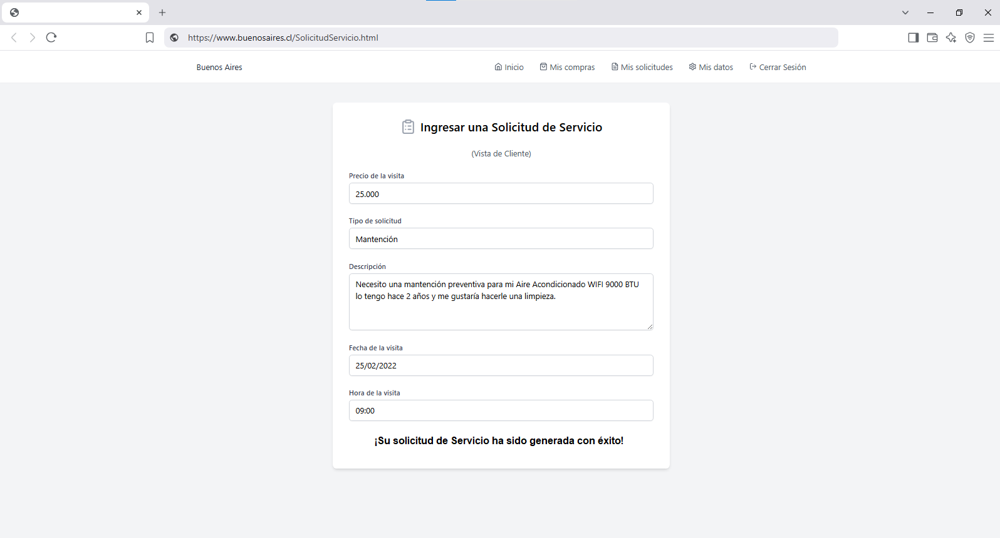 https://www.buenosaires.cl/SolicitudServicio.html
Buenos Aires
Inicio
Mis compras
Mis solicitudes
Mis datos
Cerrar Sesión
Ingresar una Solicitud de Servicio
(Vista de Cliente)
Precio de la visita
25.000
Tipo de solicitud
Mantención
Descripción
Necesito una mantención preventiva para mi Aire Acondicionado WIFI 9000 BTU
lo tengo hace 2 años y me gustaría hacerle una limpieza.
Fecha de la visita
25/02/2022
Hora de la visita
09:00
¡Su solicitud de Servicio ha sido generada con éxito!